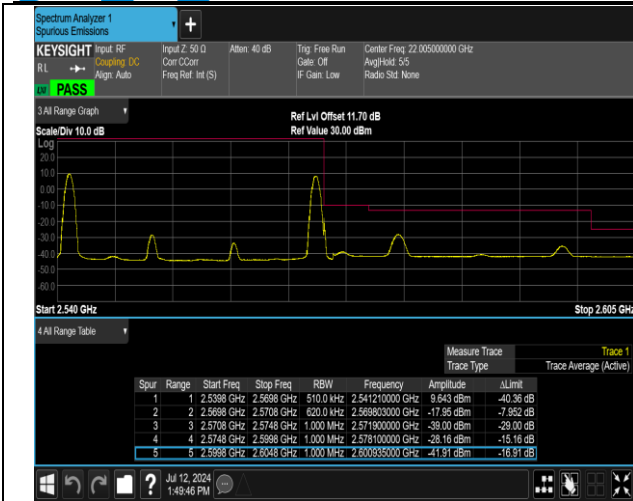 Spectrum Analyzer 1
Spurious Emissions
+
KEYSIGHT Input: RF Input Z: 50 Ω Atten: 40 dB Trig: Free Run Center Freq: 22.005000000 GHz
RL Coupling: DC Corr CCorr Gate: Off Avg|Hold: 5/5
Align: Auto Freq Ref: Int (S) IF Gain: Low Radio Std: None
PASS
3 All Range Graph
Ref Lvl Offset 11.70 dB
Scale/Div 10.0 dB Ref Value 30.00 dBm
Log
20.0
10.0
0.00
-10.0
-20.0
-30.0
-40.0
-50.0
-60.0
Start 2.540 GHz Stop 2.605 GHz
4 All Range Table
Measure Trace Trace 1
Trace Type Trace Average (Active)
Spur Range Start Freq Stop Freq RBW Frequency Amplitude ΔLimit
1 1 2.5398 GHz 2.5698 GHz 510.0 kHz 2.541210000 GHz 9.643 dBm -40.36 dB
2 2 2.5698 GHz 2.5708 GHz 620.0 kHz 2.569803000 GHz -17.95 dBm -7.952 dB
3 3 2.5708 GHz 2.5748 GHz 1.000 MHz 2.571900000 GHz -39.00 dBm -29.00 dB
4 4 2.5748 GHz 2.5998 GHz 1.000 MHz 2.578100000 GHz -28.16 dBm -15.16 dB
5 5 2.5998 GHz 2.6048 GHz 1.000 MHz 2.600935000 GHz -41.91 dBm -16.91 dB
? Jul 12, 2024
1:49:46 PM